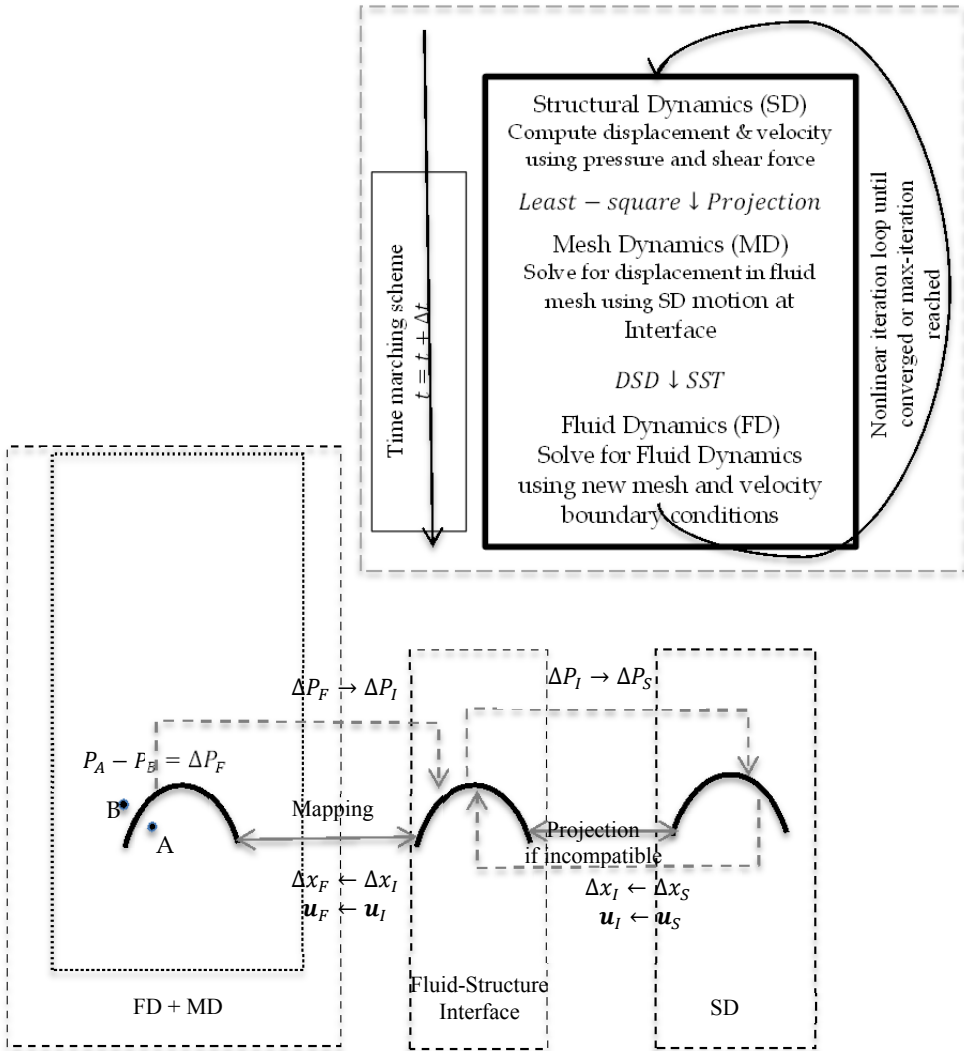 Structural Dynamics (SD)
Compute displacement & velocity
using pressure and shear force
Least − square ↓ Projection
Mesh Dynamics (MD)
Solve for displacement in fluid
mesh using SD motion at
Interface
DSD ↓ SST
Fluid Dynamics (FD)
Solve for Fluid Dynamics
using new mesh and velocity
boundary conditions
Time marching scheme
t = t + Δt
Nonlinear iteration loop until
converged or max-iteration
reached
ΔP_F → ΔP_I
ΔP_I → ΔP_S
P_A − P_B = ΔP_F
B
A
Mapping
Projection
if incompatible
Δx_F ← Δx_I
u_F ← u_I
Δx_I ← Δx_S
u_I ← u_S
FD + MD
Fluid-Structure
Interface
SD